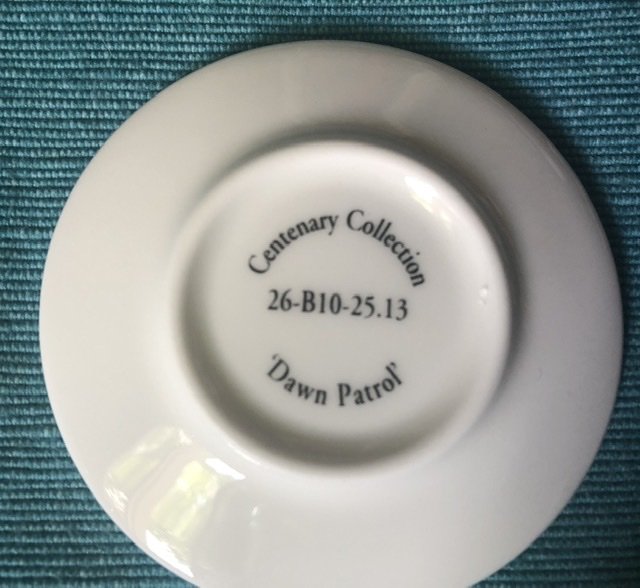 Centenary Collection
26-B10-25.13
'Dawn Patrol'